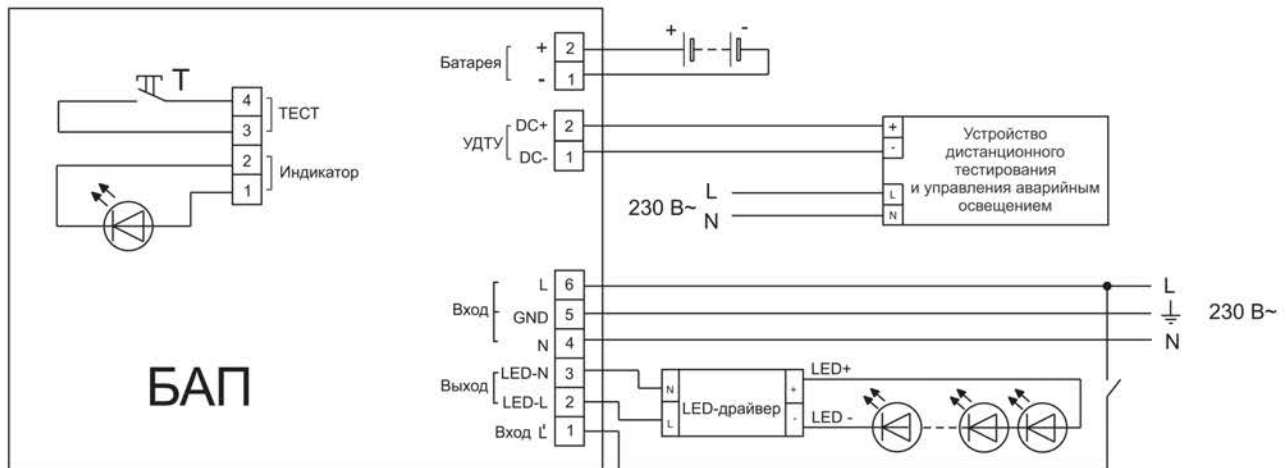 БАП
T
4
3
2
1
ТЕСТ
Индикатор
Батарея
+
-
2
1
+
-
УДТУ
DC+
DC-
2
1
+
-
L
N
Устройство
дистанционного
тестирования
и управления аварийным
освещением
230 В~
L
N
Вход
L
GND
N
6
5
4
Выход
LED-N
LED-L
3
2
Вход L'
1
N
L
LED-драйвер
+
-
LED+
LED -
L
N
230 В~